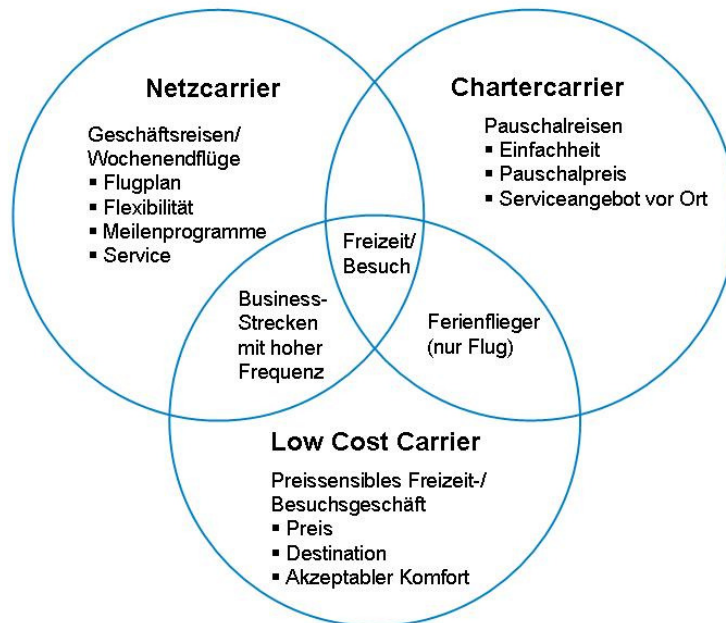 Netzcarrier
Geschäftsreisen/
Wochenendflüge
▪ Flugplan
▪ Flexibilität
▪ Meilenprogramme
▪ Service
Chartercarrier
Pauschalreisen
▪ Einfachheit
▪ Pauschalpreis
▪ Serviceangebot vor Ort
Freizeit/
Besuch
Business-
Strecken
mit hoher
Frequenz
Ferienflieger
(nur Flug)
Low Cost Carrier
Preissensibles Freizeit-/
Besuchsgeschäft
▪ Preis
▪ Destination
▪ Akzeptabler Komfort